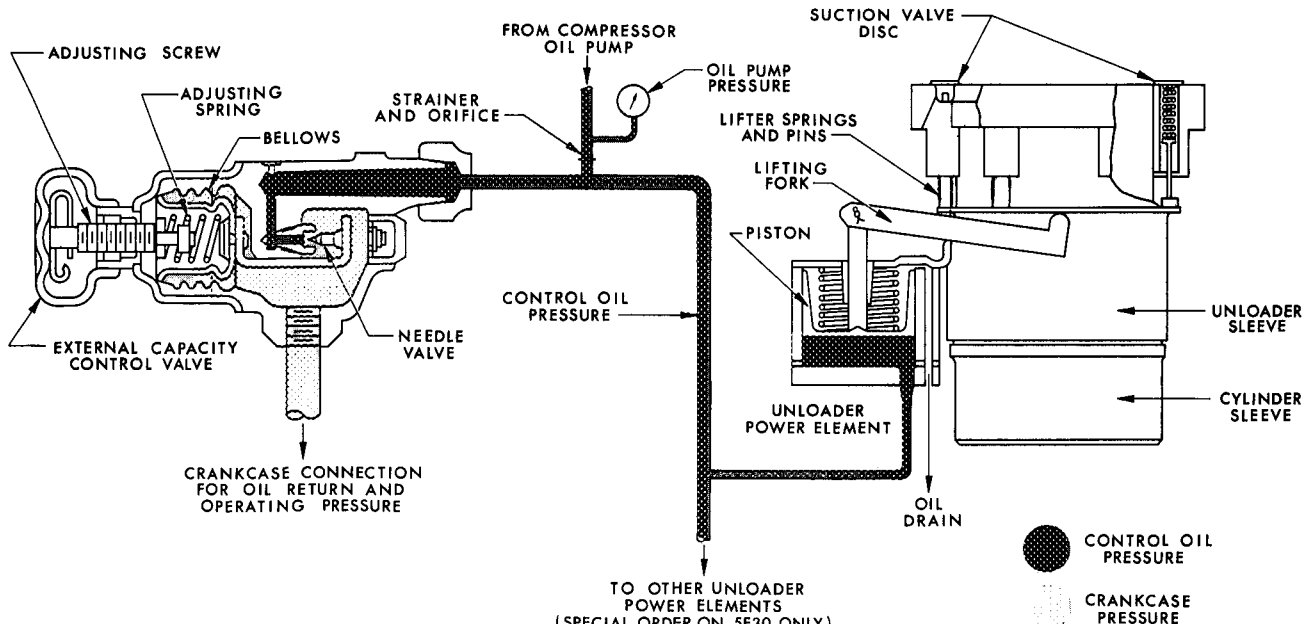 ADJUSTING SCREW
ADJUSTING
SPRING
BELLOWS
EXTERNAL CAPACITY
CONTROL VALVE
NEEDLE
VALVE
CRANKCASE CONNECTION
FOR OIL RETURN AND
OPERATING PRESSURE
FROM COMPRESSOR
OIL PUMP
OIL PUMP
PRESSURE
STRAINER
AND ORIFICE
CONTROL OIL
PRESSURE
TO OTHER UNLOADER
POWER ELEMENTS
(SPECIAL ORDER ON 5F30 ONLY)
SUCTION VALVE
DISC
LIFTER SPRINGS
AND PINS
LIFTING
FORK
PISTON
UNLOADER
POWER ELEMENT
OIL
DRAIN
UNLOADER
SLEEVE
CYLINDER
SLEEVE
CONTROL OIL
PRESSURE
CRANKCASE
PRESSURE